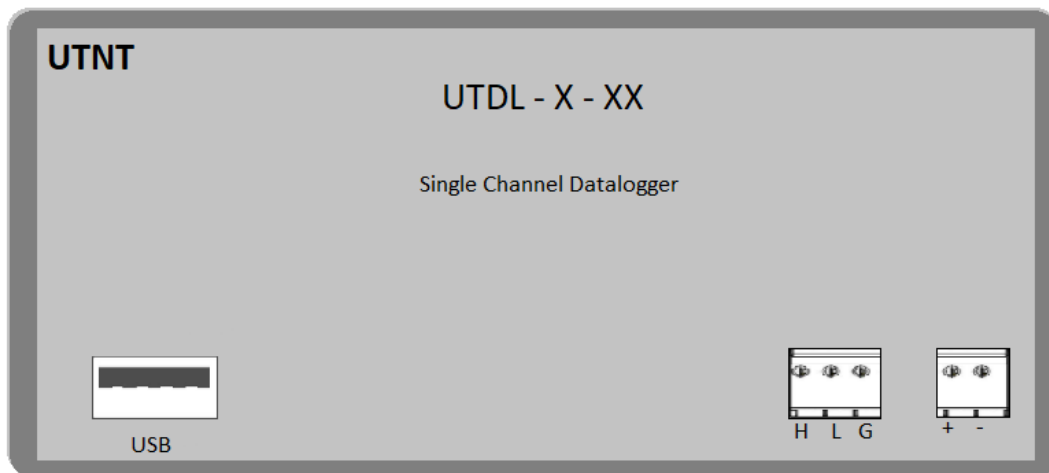 UTNT
UTDL - X - XX
Single Channel Datalogger
USB
H L G
+ -